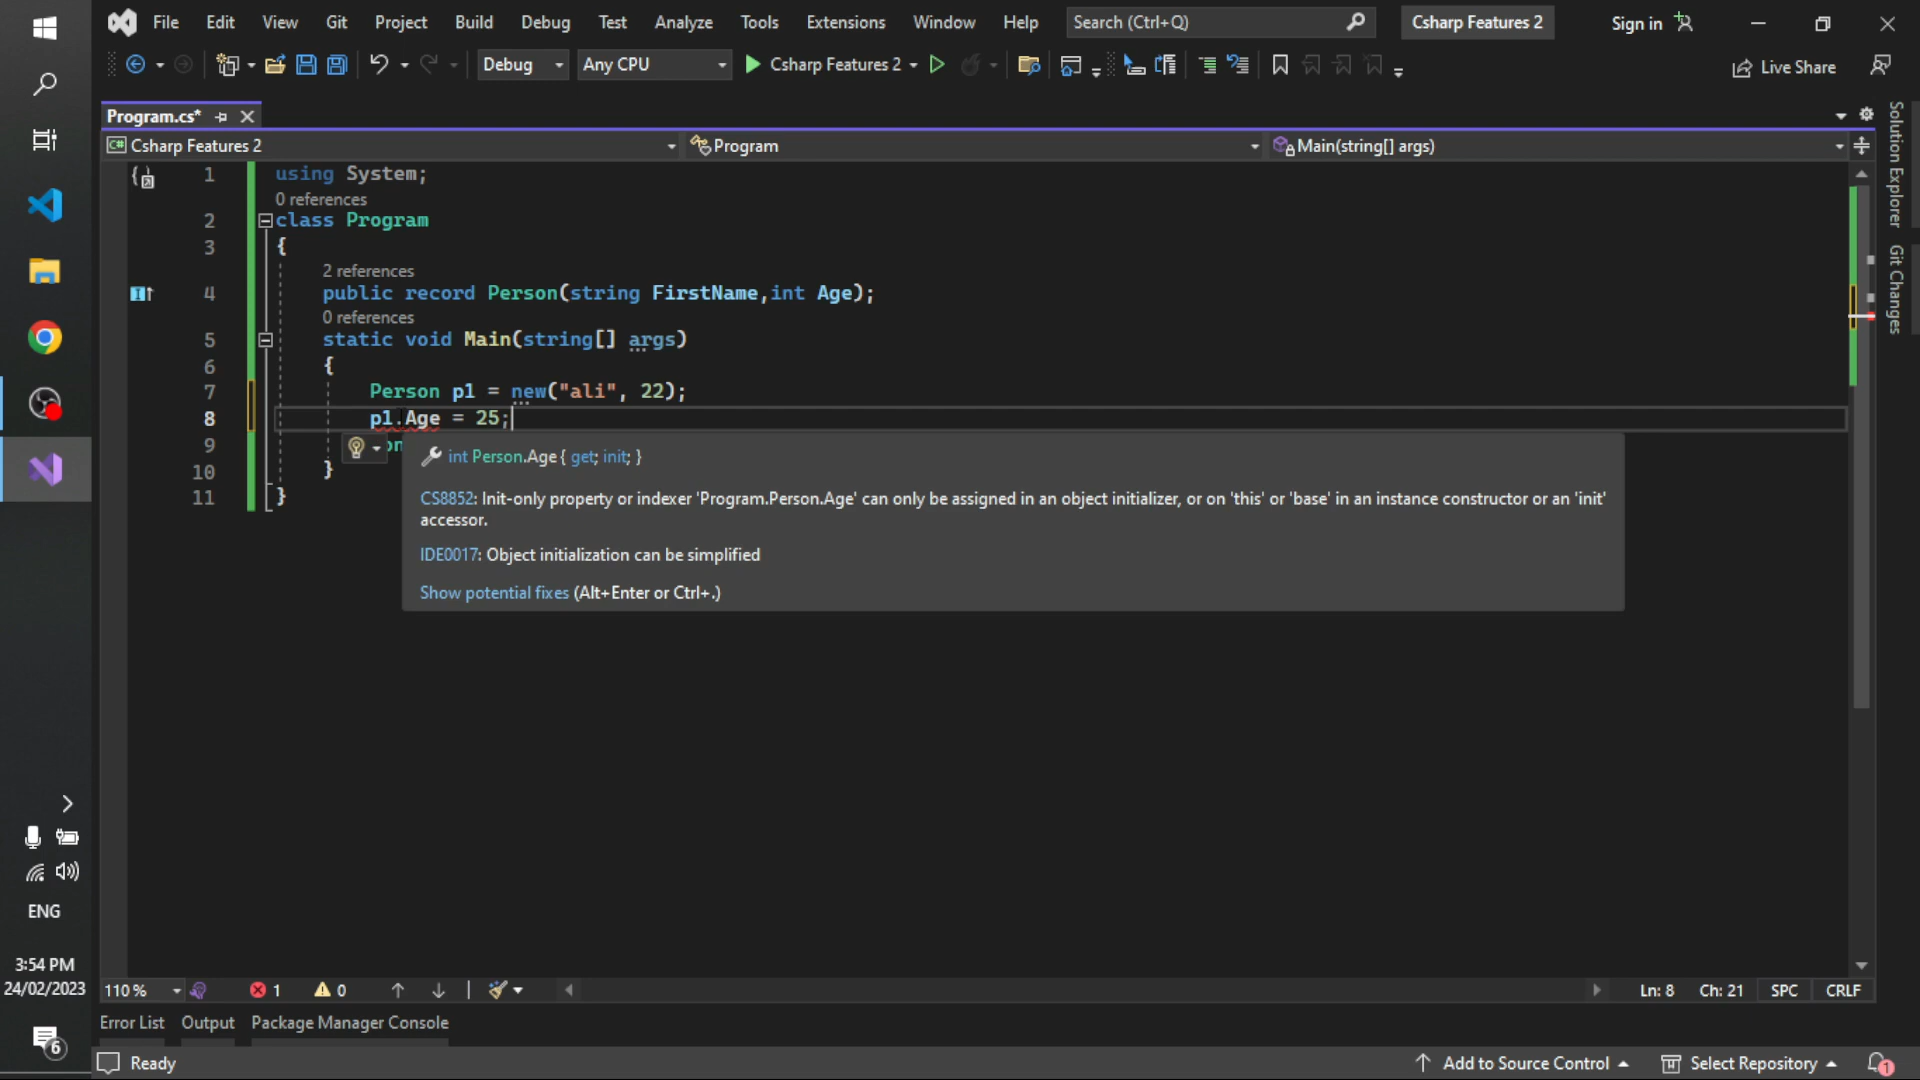 File Edit View Git Project Build Debug Test Analyze Tools Extensions Window Help Search (Ctrl+Q) Csharp Features 2 Sign in
Debug Any CPU Csharp Features 2 Live Share
Program.cs*
Csharp Features 2 Program Main(string[] args)
Solution Explorer
Git Changes
1 using System;
0 references
2 class Program
3 {
2 references
4 public record Person(string FirstName,int Age);
0 references
5 static void Main(string[] args)
6 {
7 Person p1 = new("ali", 22);
8 p1.Age = 25;
9
10 }
11 }
int Person.Age { get; init; }
CS8852: Init-only property or indexer 'Program.Person.Age' can only be assigned in an object initializer, or on 'this' or 'base' in an instance constructor or an 'init'
accessor.
IDE0017: Object initialization can be simplified
Show potential fixes (Alt+Enter or Ctrl+.)
ENG
3:54 PM
24/02/2023
6
110 % 1 0 Ln: 8 Ch: 21 SPC CRLF
Error List Output Package Manager Console
Ready Add to Source Control Select Repository 1